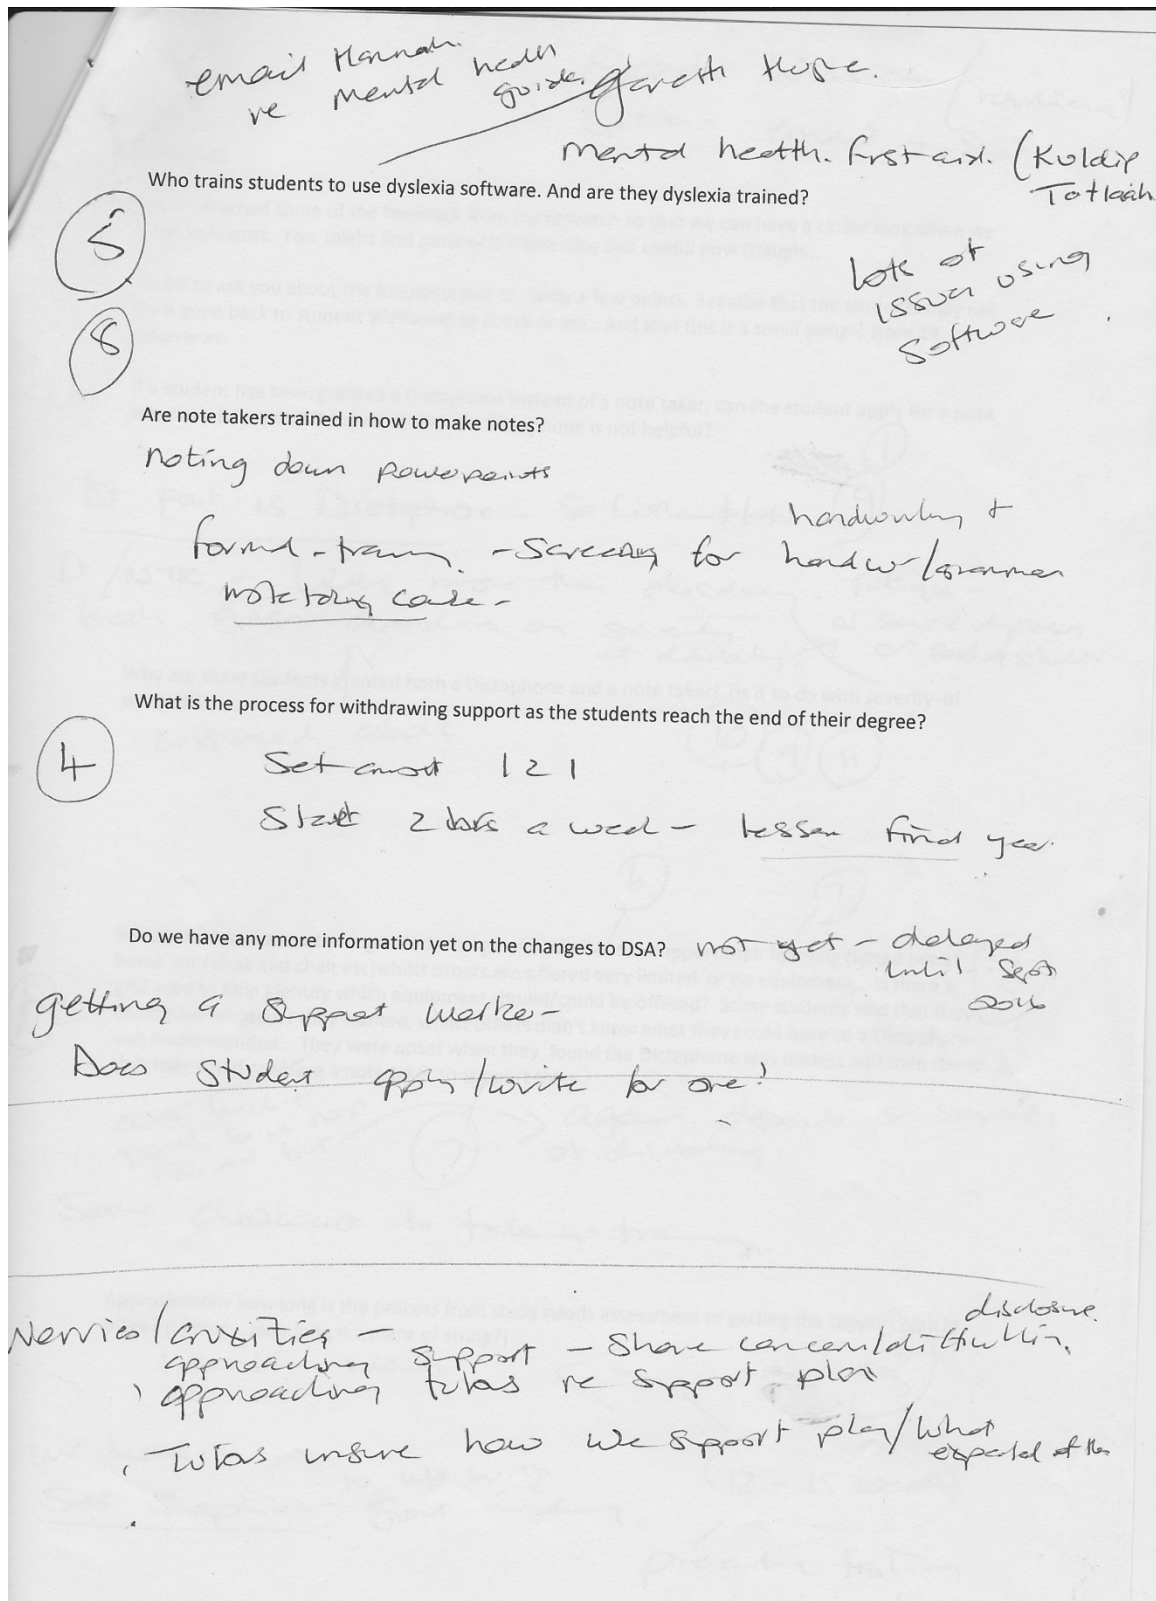 email Hannah
re mental health
guide. Gareth Hope.
mental health. first aid. (Kuldip
Who trains students to use dyslexia software. And are they dyslexia trained?
5
lots of
issues using
software
8
Are note takers trained in how to make notes?
noting down powerpoints
handwriting +
formal - training - screening for handw/grammar
note taking
What is the process for withdrawing support as the students reach the end of their degree?
4
Set amount 121
Start 2 hrs a week - lessen final year.
Do we have any more information yet on the changes to DSA? not yet - delayed
until Sept
2016
getting a support worker -
Does student apply/write for one?
disclosure.
Nerves/anxieties -
approaching support - share concern/difficulties.
approaching tutors re support plan
Tutors unsure how we support plan/what
expected of them